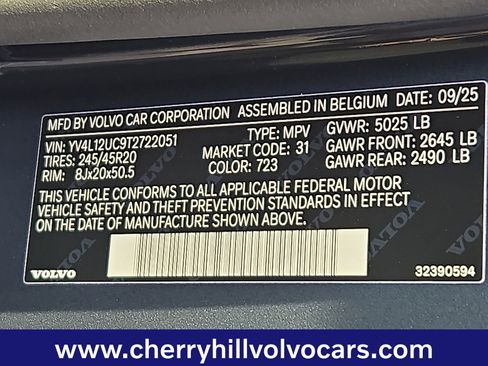 MFD BY VOLVO CAR CORPORATION ASSEMBLED IN BELGIUM DATE: 09/25
VIN: YV4L12UC9T2722051 TYPE: MPV GVWR: 5025 LB
TIRES: 245/45R20 MARKET CODE: 31 GAWR FRONT: 2645 LB
RIM: 8Jx20x50.5 COLOR: 723 GAWR REAR: 2490 LB
THIS VEHICLE CONFORMS TO ALL APPLICABLE FEDERAL MOTOR
VEHICLE SAFETY AND THEFT PREVENTION STANDARDS IN EFFECT
ON THE DATE OF MANUFACTURE SHOWN ABOVE.
VOLVO 32390594
www.cherryhillvolvocars.com